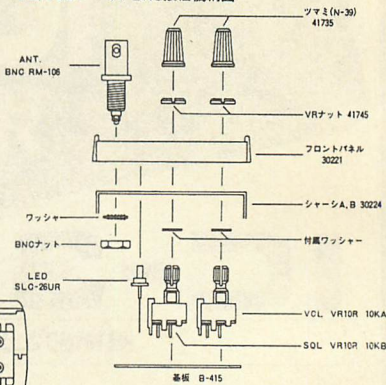 ツマミ(N-39)
41735
ANT.
BNC RM-106
VRナット 41745
フロントパネル
30221
シャーシA,B 30224
ワッシャ
付属ワッシャー
BNCナット
LED
SLC-26UR
VCL VR10R 10KA
SQL VR10R 10KB
基板 B-415